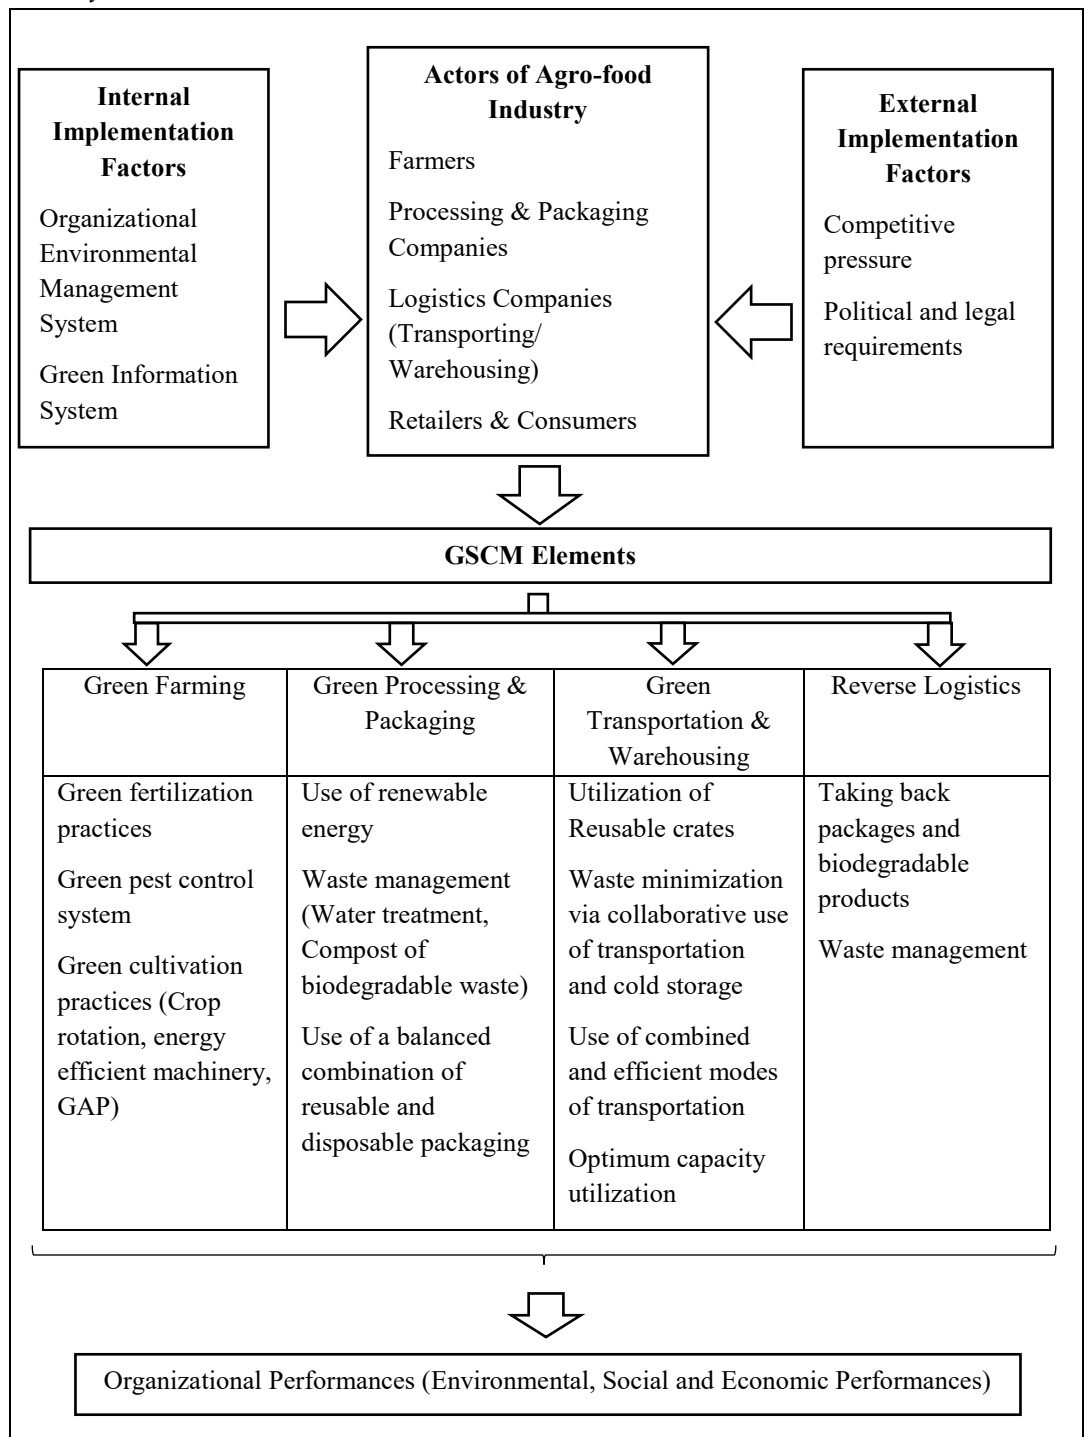 Internal
Implementation
Factors
Organizational
Environmental
Management
System
Green Information
System
Actors of Agro-food
Industry
Farmers
Processing & Packaging
Companies
Logistics Companies
(Transporting/
Warehousing)
Retailers & Consumers
External
Implementation
Factors
Competitive
pressure
Political and legal
requirements
GSCM Elements
Green Farming
Green Processing &
Packaging
Green
Transportation &
Warehousing
Reverse Logistics
Green fertilization
practices
Green pest control
system
Green cultivation
practices (Crop
rotation, energy
efficient machinery,
GAP)
Use of renewable
energy
Waste management
(Water treatment,
Compost of
biodegradable waste)
Use of a balanced
combination of
reusable and
disposable packaging
Utilization of
Reusable crates
Waste minimization
via collaborative use
of transportation
and cold storage
Use of combined
and efficient modes
of transportation
Optimum capacity
utilization
Taking back
packages and
biodegradable
products
Waste management
Organizational Performances (Environmental, Social and Economic Performances)